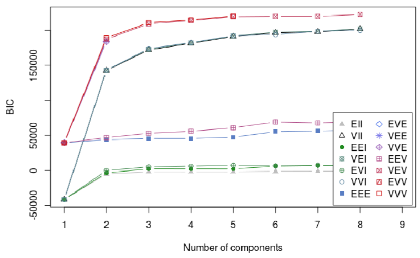 BIC
150000
50000
0
-50000
1 2 3 4 5 6 7 8 9
Number of components
EII EVE
VII VEE
EEI VVE
VEI EEV
EVI VEV
VVI EVV
EEE VVV